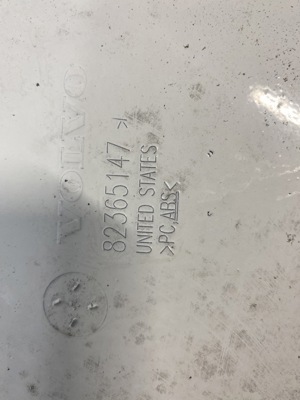 VOLVO
82365147
UNITED STATES
>PC,ABS<